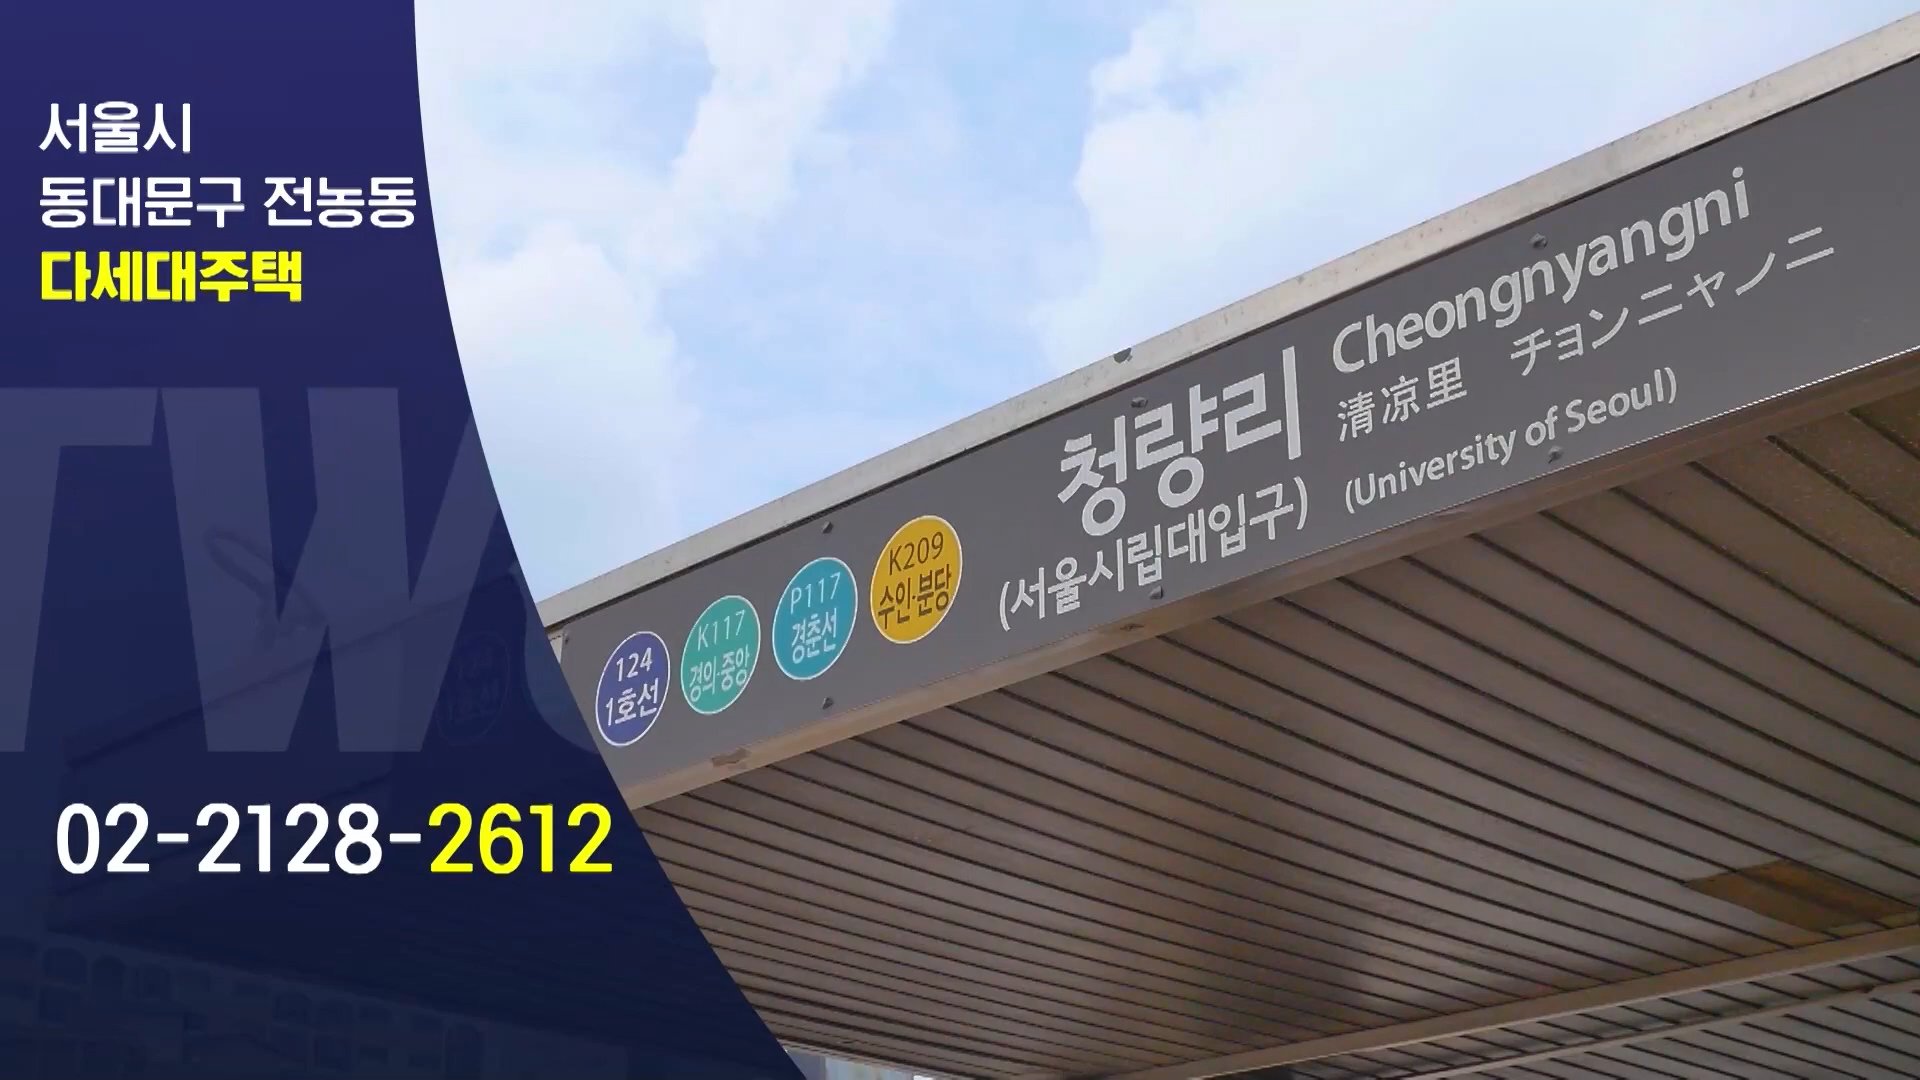 서울시
동대문구 전농동
다세대주택
TW
02-2128-2612
124
1호선
K117
경의·중앙
P117
경춘선
K209
수인·분당
청량리
(서울시립대입구)
Cheongnyangni
清凉里 チョンニャンニ
(University of Seoul)